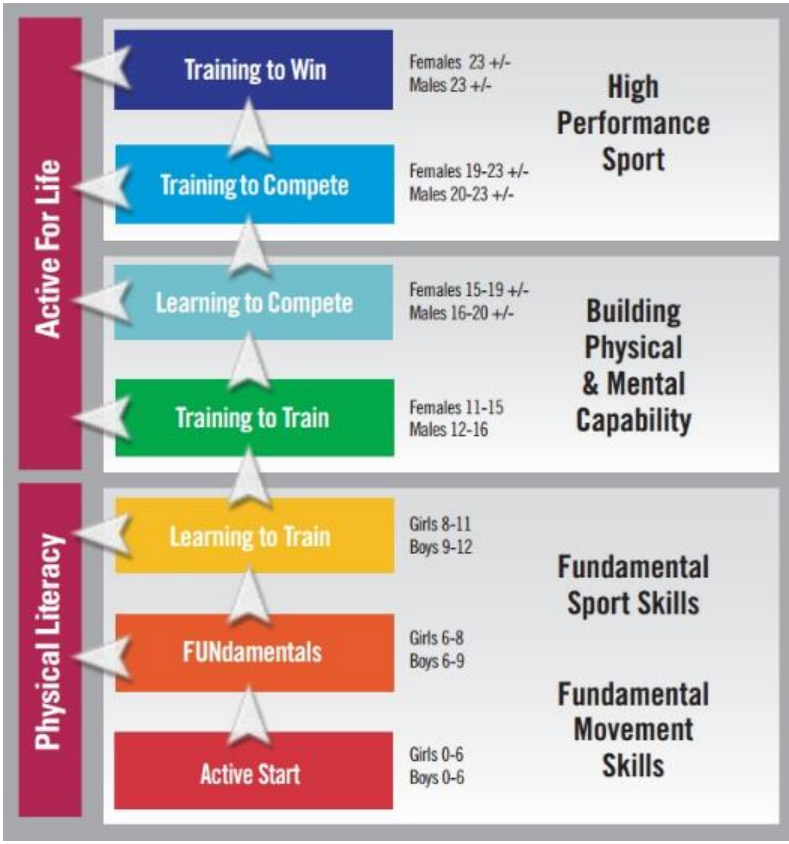 Active For Life
Training to Win
Females 23 +/-
Males 23 +/-
High
Performance
Sport
Training to Compete
Females 19-23 +/-
Males 20-23 +/-
Learning to Compete
Females 15-19 +/-
Males 16-20 +/-
Building
Physical
& Mental
Capability
Training to Train
Females 11-15
Males 12-16
Physical Literacy
Learning to Train
Girls 8-11
Boys 9-12
Fundamental
Sport Skills
FUNdamentals
Girls 6-8
Boys 6-9
Fundamental
Movement
Skills
Active Start
Girls 0-6
Boys 0-6